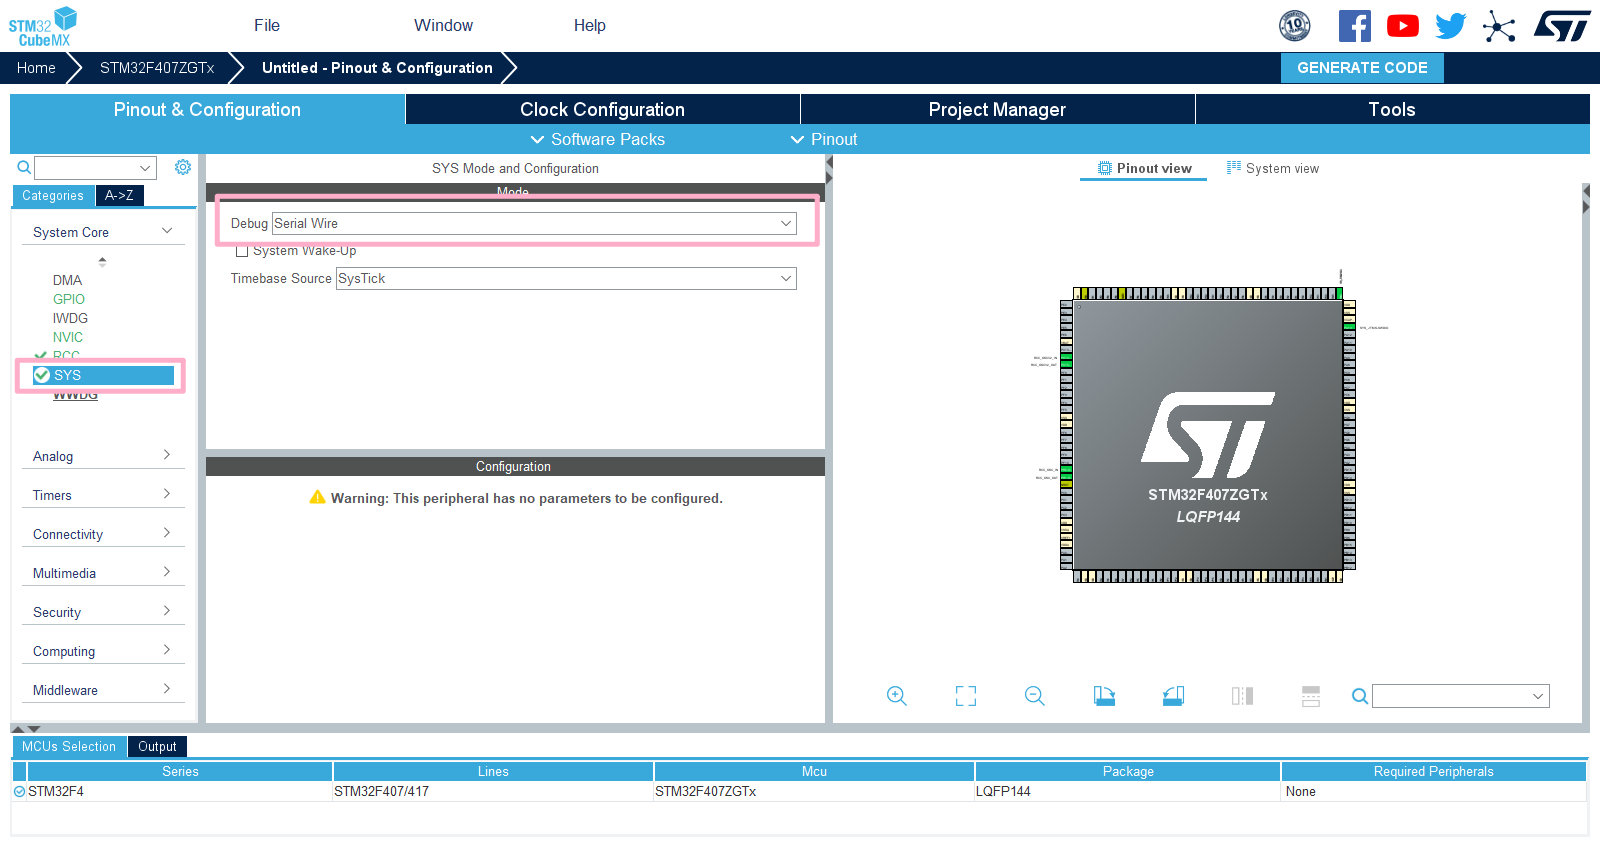 STM32
CubeMX
File
Window
Help
10
Home
STM32F407ZGTx
Untitled - Pinout & Configuration
GENERATE CODE
Pinout & Configuration
Clock Configuration
Project Manager
Tools
Software Packs
Pinout
Categories
A->Z
System Core
DMA
GPIO
IWDG
NVIC
RCC
SYS
WWDG
Analog
Timers
Connectivity
Multimedia
Security
Computing
Middleware
SYS Mode and Configuration
Mode
Debug Serial Wire
System Wake-Up
Timebase Source SysTick
Configuration
Warning: This peripheral has no parameters to be configured.
Pinout view
System view
STM32F407ZGTx
LQFP144
MCUs Selection
Output
Series Lines Mcu Package Required Peripherals
STM32F4 STM32F407/417 STM32F407ZGTx LQFP144 None